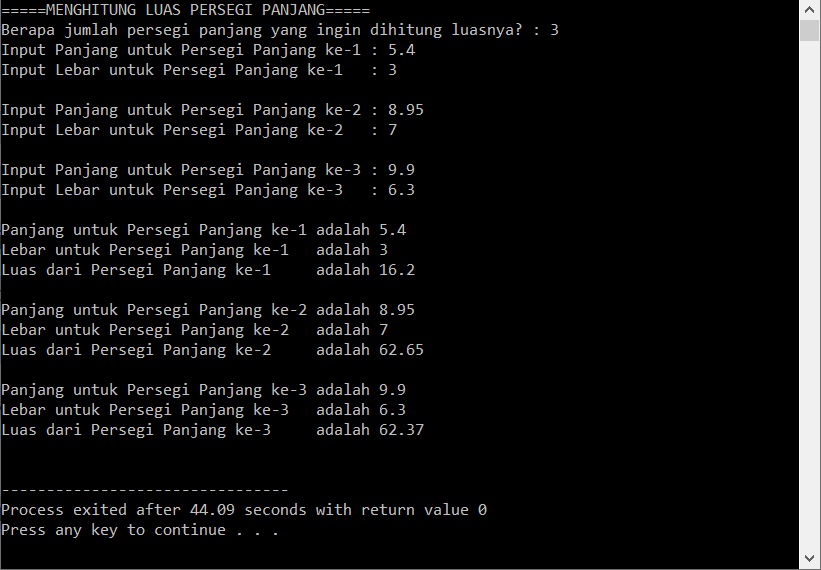 =====MENGHITUNG LUAS PERSEGI PANJANG=====
Berapa jumlah persegi panjang yang ingin dihitung luasnya? : 3
Input Panjang untuk Persegi Panjang ke-1 : 5.4
Input Lebar untuk Persegi Panjang ke-1   : 3

Input Panjang untuk Persegi Panjang ke-2 : 8.95
Input Lebar untuk Persegi Panjang ke-2   : 7

Input Panjang untuk Persegi Panjang ke-3 : 9.9
Input Lebar untuk Persegi Panjang ke-3   : 6.3

Panjang untuk Persegi Panjang ke-1 adalah 5.4
Lebar untuk Persegi Panjang ke-1   adalah 3
Luas dari Persegi Panjang ke-1     adalah 16.2

Panjang untuk Persegi Panjang ke-2 adalah 8.95
Lebar untuk Persegi Panjang ke-2   adalah 7
Luas dari Persegi Panjang ke-2     adalah 62.65

Panjang untuk Persegi Panjang ke-3 adalah 9.9
Lebar untuk Persegi Panjang ke-3   adalah 6.3
Luas dari Persegi Panjang ke-3     adalah 62.37


--------------------------------
Process exited after 44.09 seconds with return value 0
Press any key to continue . . .